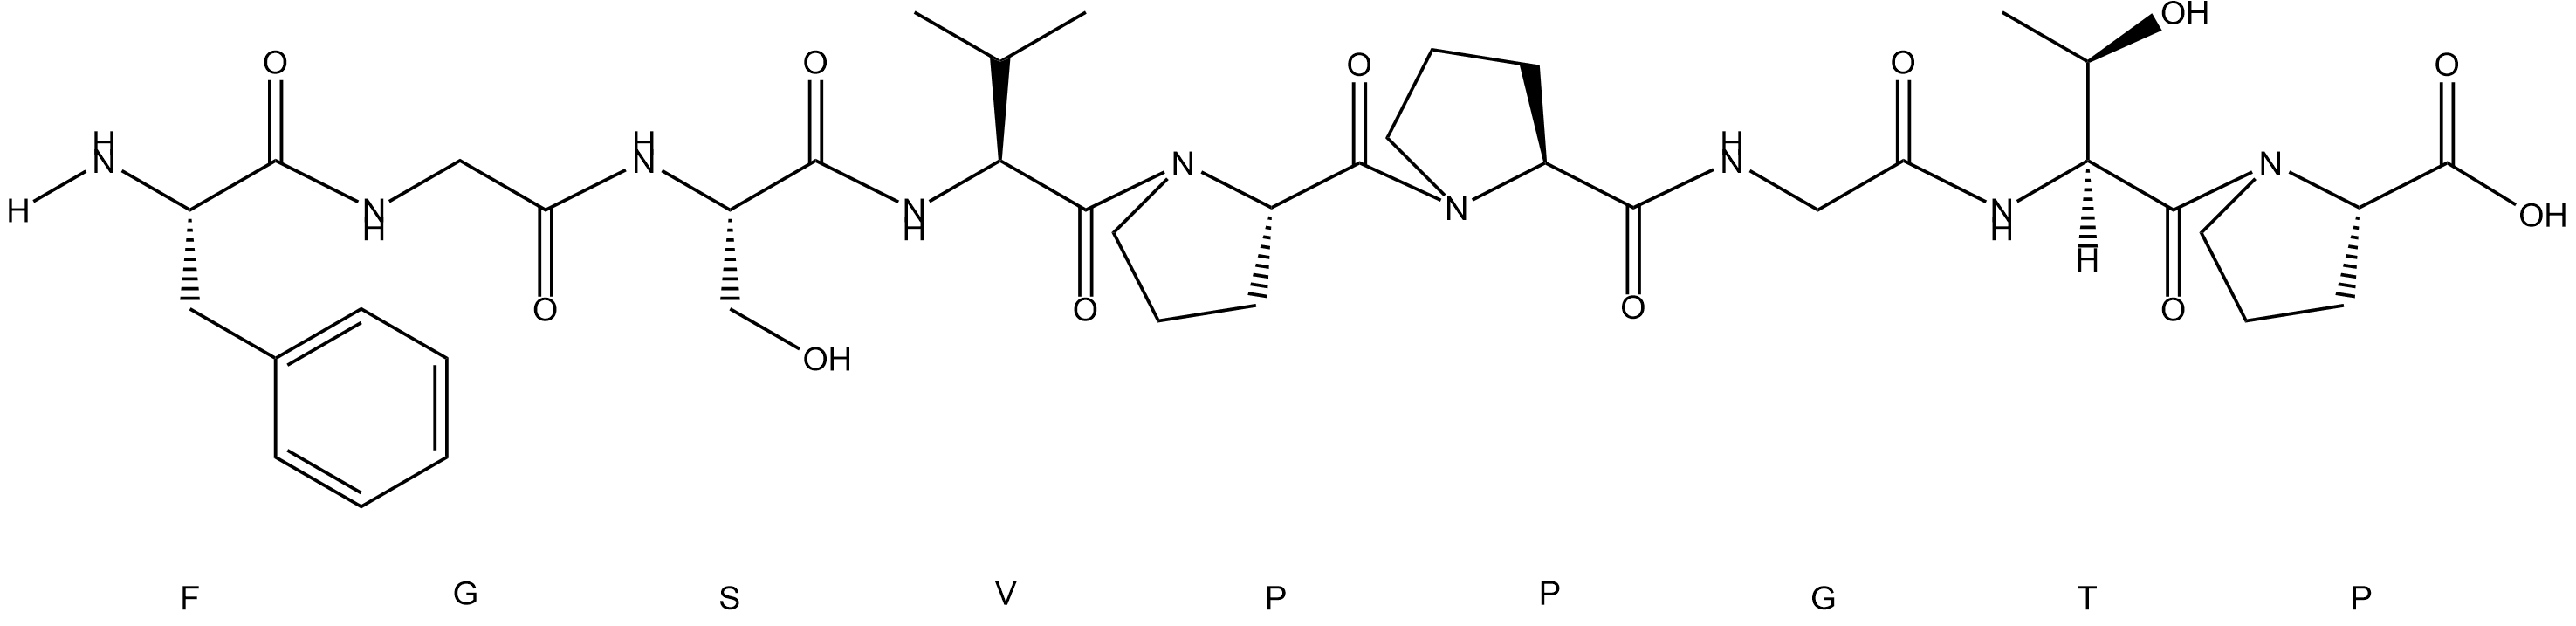 OH
O O O O O
H H H
N N N N N
H N N N N OH
H H H
H
O O O O O
OH
F G S V P P G T P